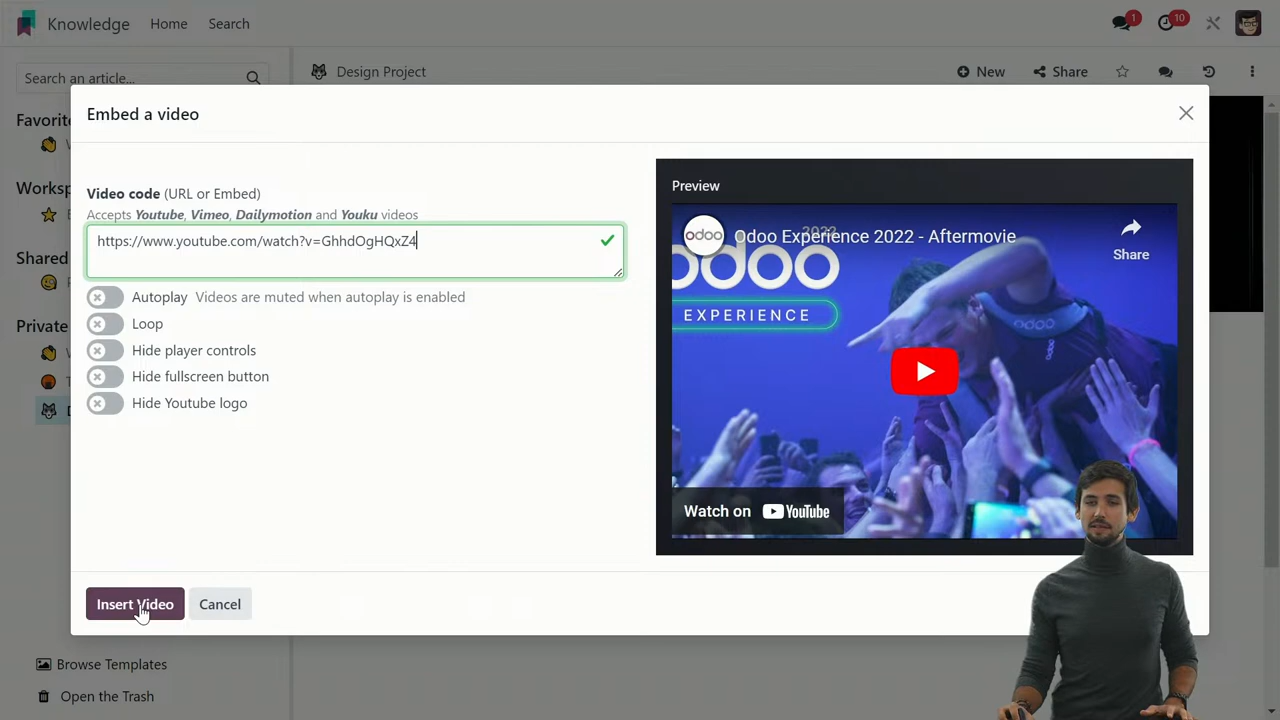 Knowledge
Home
Search
1
10
Search an article...
Design Project
New
Share
Favorite
Embed a video
Video code (URL or Embed)
Accepts Youtube, Vimeo, Dailymotion and Youku videos
https://www.youtube.com/watch?v=GhhdOgHQxZ4
Autoplay Videos are muted when autoplay is enabled
Loop
Hide player controls
Hide fullscreen button
Hide Youtube logo
Preview
odoo
Odoo Experience 2022 - Aftermovie
Share
odoo
EXPERIENCE
odoo
Watch on YouTube
Works
Shared
Private
Insert Video
Cancel
Browse Templates
Open the Trash